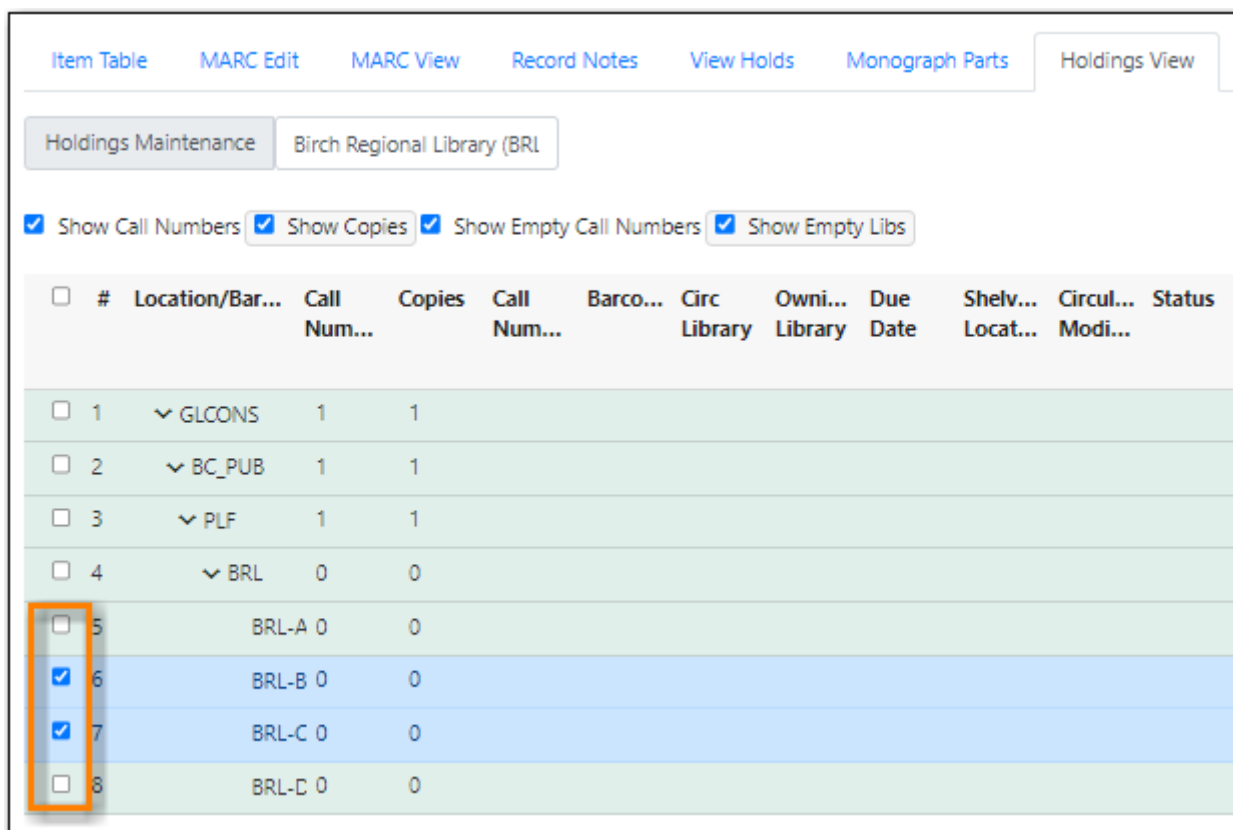 Item Table MARC Edit MARC View Record Notes View Holds Monograph Parts Holdings View
Holdings Maintenance Birch Regional Library (BRL
Show Call Numbers Show Copies Show Empty Call Numbers Show Empty Libs
# Location/Bar... Call Num... Copies Call Num... Barco... Circ Library Owni... Library Due Date Shelv... Locat... Circul... Modi... Status
1 GLCONS 1 1
2 BC_PUB 1 1
3 PLF 1 1
4 BRL 0 0
5 BRL-A 0 0
6 BRL-B 0 0
7 BRL-C 0 0
8 BRL-D 0 0